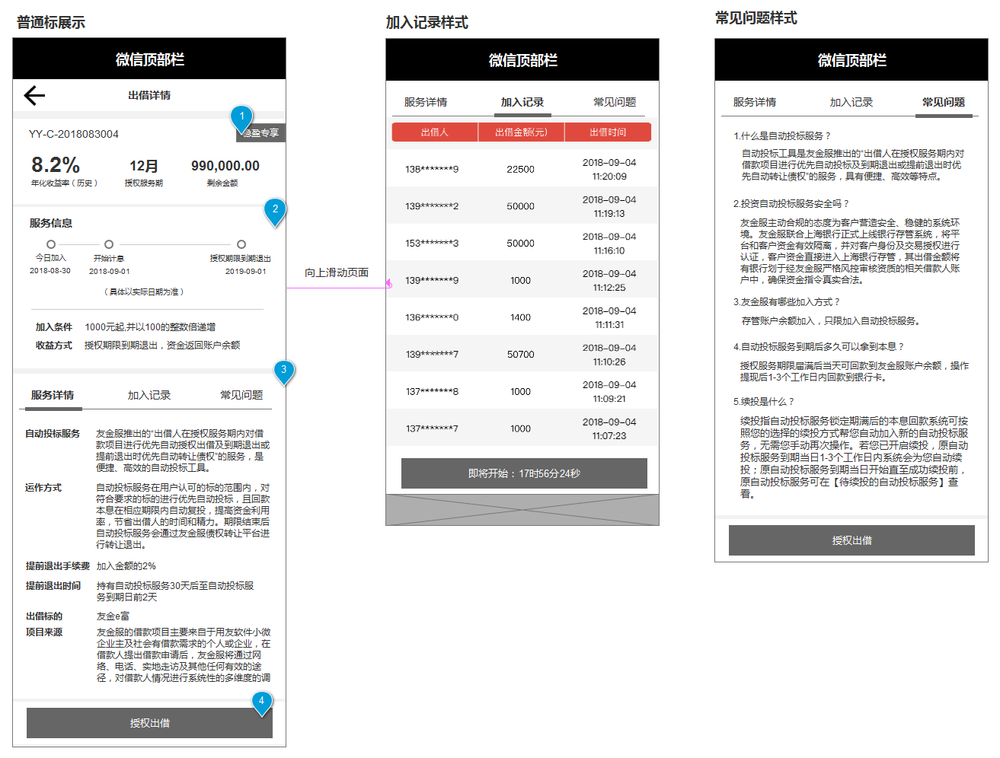 普通标展示
微信顶部栏
出借详情
1
YY-C-2018083004
稳盈专享
8.2%
12月
990,000.00
年化收益率（历史）
授权服务期
剩余金额
2
服务信息
今日加入
开始计息
授权期限到期退出
2018-08-30
2018-09-01
2019-09-01
（具体以实际日期为准）
加入条件 1000元起,并以100的整数倍递增
收益方式 授权期限到期退出，资金返回账户余额
3
服务详情 加入记录 常见问题
自动投标服务
友金服推出的“出借人在授权服务期内对借
款项目进行优先自动授权出借及到期退出或
提前退出时优先自动转让债权”的服务，是
便捷、高效的自动投标工具。
运作方式
自动投标服务在用户认可的标的范围内，对
符合要求的标的进行优先自动投标，且回款
本息在相应期限内自动复投，提高资金利用
率，节省出借人的时间和精力。期限结束后
自动投标服务会通过友金服债权转让平台进
行转让退出。
提前退出手续费 加入金额的2%
提前退出时间 持有自动投标服务30天后至自动投标服
务到期日前2天
出借标的 友金e富
项目来源 友金服的借款项目主要来自于用友软件小微
企业主及社会有借款需求的个人或企业，在
借款人提出借款申请后，友金服将通过网
络、电话、实地走访及其他任何有效的途
径，对借款人情况进行系统性的多维度的调
4
授权出借
向上滑动页面
加入记录样式
微信顶部栏
服务详情 加入记录 常见问题
出借人 出借金额(元) 出借时间
138*******9 22500 2018-09-04
11:20:09
139*******2 50000 2018-09-04
11:19:13
153*******3 50000 2018-09-04
11:16:10
139*******9 1000 2018-09-04
11:12:25
136*******0 1400 2018-09-04
11:11:31
139*******7 50700 2018-09-04
11:10:26
137*******8 1000 2018-09-04
11:09:21
137*******7 1000 2018-09-04
11:07:23
即将开始：17时56分24秒
常见问题样式
微信顶部栏
服务详情 加入记录 常见问题
1.什么是自动投标服务？
自动投标工具是友金服推出的“出借人在授权服务期内对
借款项目进行优先自动投标及到期退出或提前退出时优
先自动转让债权”的服务，具有便捷、高效等特点。
2.投资自动投标服务安全吗？
友金服主动合规的态度为客户营造安全、稳健的系统环
境。友金服联合上海银行正式上线银行存管系统，将平
台和客户资金有效隔离，并对客户身份及交易授权进行
认证，客户资金直接进入上海银行存管，其出借金额将
有银行划于经友金服严格风控审核资质的相关借款人账
户中，确保资金指令真实合法。
3.友金服有哪些加入方式？
存管账户余额加入，只限加入自动投标服务。
4.自动投标服务到期后多久可以拿到本息？
授权服务期限届满后当天可回款到友金服账户余额，操作
提现后1-3个工作日内回款到银行卡。
5.续投是什么？
续投指自动投标服务锁定期满后的本息回款系统可按
照您的选择的续投方式帮您自动加入新的自动投标服
务，无需您手动再次操作。若您已开启续投，原自动
投标服务到期当日1-3个工作日内系统会为您自动续
投；原自动投标服务到期当日开始直至成功续投前，
原自动投标服务可在【待续投的自动投标服务】查
看。
授权出借